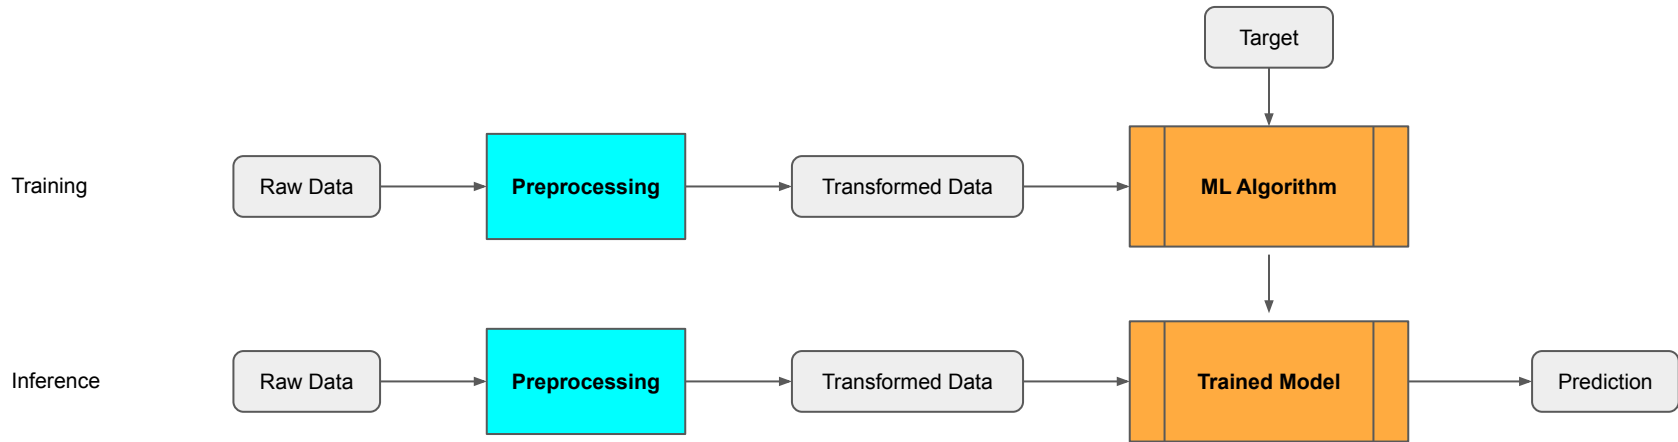 Target
Training
Raw Data
Preprocessing
Transformed Data
ML Algorithm
Inference
Raw Data
Preprocessing
Transformed Data
Trained Model
Prediction